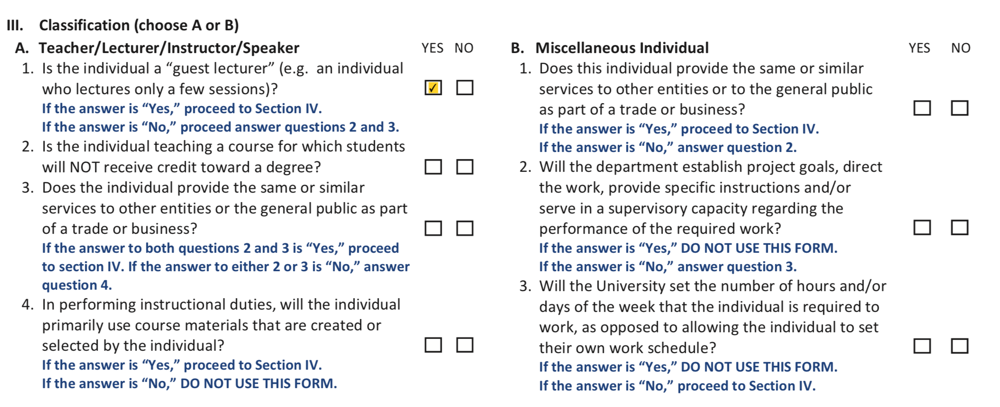 III. Classification (choose A or B)
A. Teacher/Lecturer/Instructor/Speaker YES NO
1. Is the individual a “guest lecturer” (e.g. an individual
who lectures only a few sessions)? ✓
If the answer is “Yes,” proceed to Section IV.
If the answer is “No,” proceed answer questions 2 and 3.
2. Is the individual teaching a course for which students
will NOT receive credit toward a degree?
3. Does the individual provide the same or similar
services to other entities or the general public as part
of a trade or business?
If the answer to both questions 2 and 3 is “Yes,” proceed
to section IV. If the answer to either 2 or 3 is “No,” answer
question 4.
4. In performing instructional duties, will the individual
primarily use course materials that are created or
selected by the individual?
If the answer is “Yes,” proceed to Section IV.
If the answer is “No,” DO NOT USE THIS FORM.
B. Miscellaneous Individual YES NO
1. Does this individual provide the same or similar
services to other entities or to the general public
as part of a trade or business?
If the answer is “Yes,” proceed to Section IV.
If the answer is “No,” answer question 2.
2. Will the department establish project goals, direct
the work, provide specific instructions and/or
serve in a supervisory capacity regarding the
performance of the required work?
If the answer is “Yes,” DO NOT USE THIS FORM.
If the answer is “No,” answer question 3.
3. Will the University set the number of hours and/or
days of the week that the individual is required to
work, as opposed to allowing the individual to set
their own work schedule?
If the answer is “Yes,” DO NOT USE THIS FORM.
If the answer is “No,” proceed to Section IV.